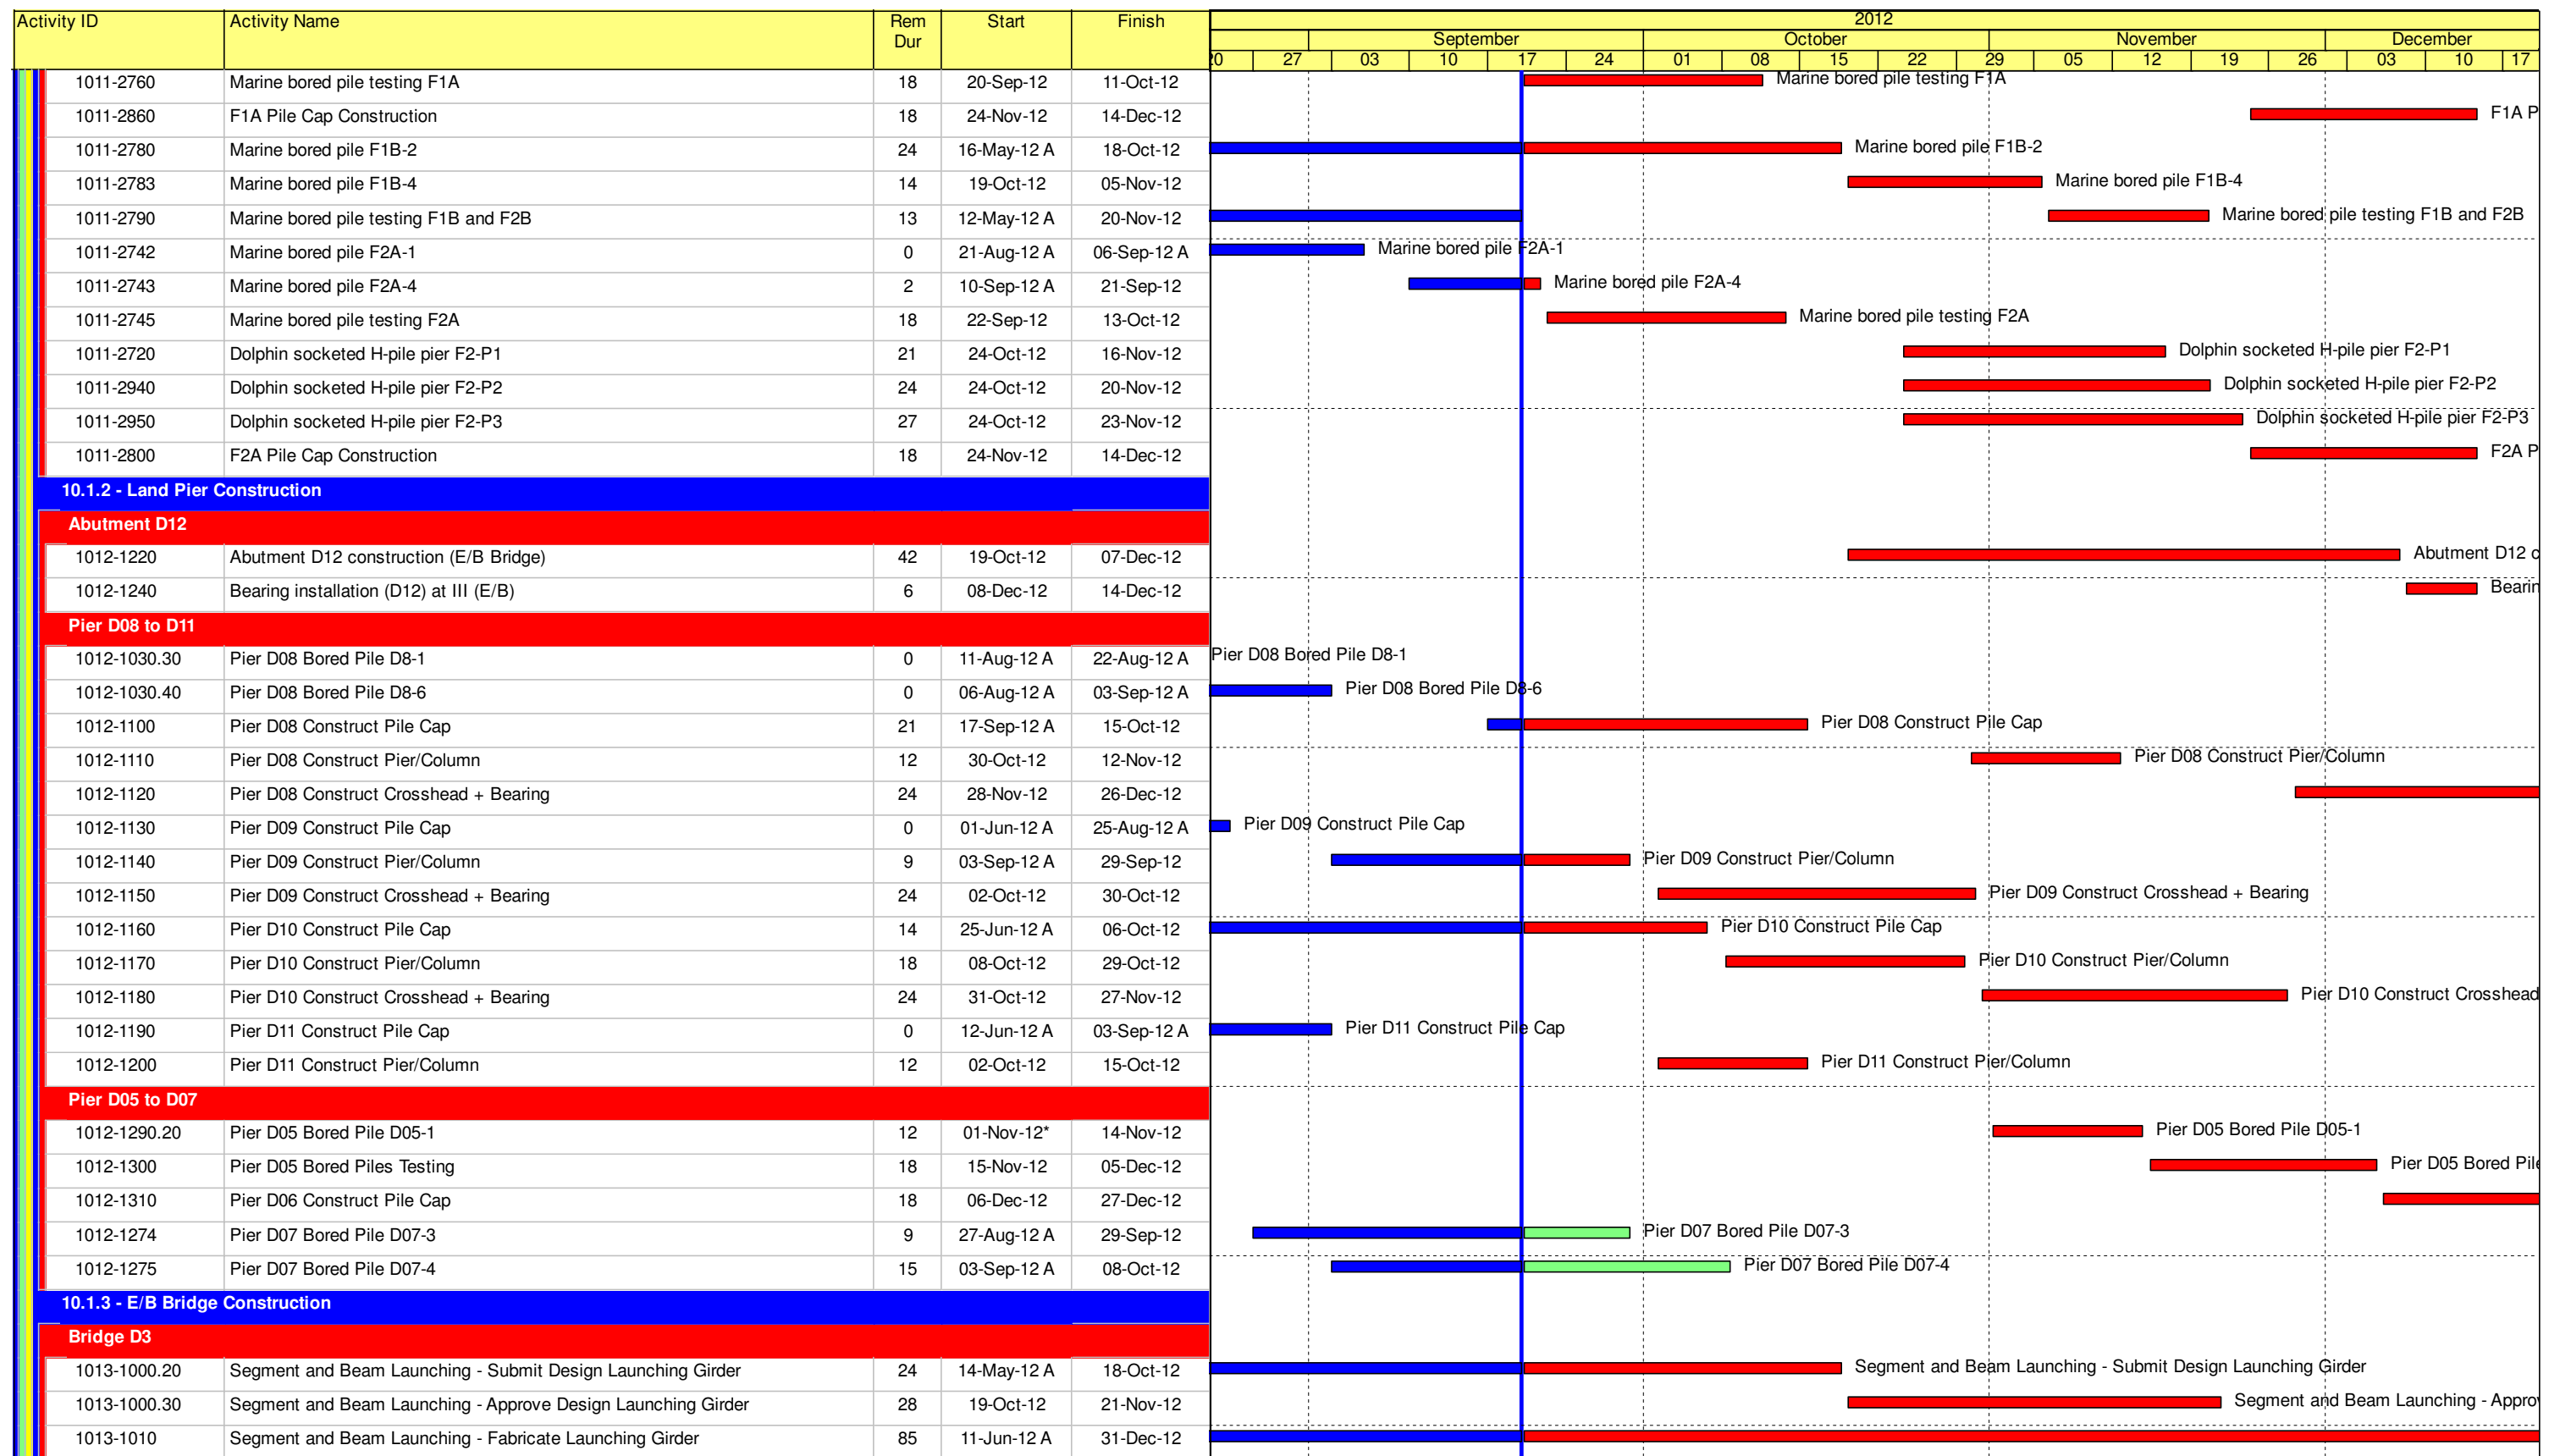 Activity ID Activity Name Rem Dur Start Finish 2012
September October November December
20 27 03 10 17 24 01 08 15 22 29 05 12 19 26 03 10 17
1011-2760 Marine bored pile testing F1A 18 20-Sep-12 11-Oct-12 Marine bored pile testing F1A
1011-2860 F1A Pile Cap Construction 18 24-Nov-12 14-Dec-12 F1A P
1011-2780 Marine bored pile F1B-2 24 16-May-12 A 18-Oct-12 Marine bored pile F1B-2
1011-2783 Marine bored pile F1B-4 14 19-Oct-12 05-Nov-12 Marine bored pile F1B-4
1011-2790 Marine bored pile testing F1B and F2B 13 12-May-12 A 20-Nov-12 Marine bored pile testing F1B and F2B
1011-2742 Marine bored pile F2A-1 0 21-Aug-12 A 06-Sep-12 A Marine bored pile F2A-1
1011-2743 Marine bored pile F2A-4 2 10-Sep-12 A 21-Sep-12 Marine bored pile F2A-4
1011-2745 Marine bored pile testing F2A 18 22-Sep-12 13-Oct-12 Marine bored pile testing F2A
1011-2720 Dolphin socketed H-pile pier F2-P1 21 24-Oct-12 16-Nov-12 Dolphin socketed H-pile pier F2-P1
1011-2940 Dolphin socketed H-pile pier F2-P2 24 24-Oct-12 20-Nov-12 Dolphin socketed H-pile pier F2-P2
1011-2950 Dolphin socketed H-pile pier F2-P3 27 24-Oct-12 23-Nov-12 Dolphin socketed H-pile pier F2-P3
1011-2800 F2A Pile Cap Construction 18 24-Nov-12 14-Dec-12 F2A P
10.1.2 - Land Pier Construction
Abutment D12
1012-1220 Abutment D12 construction (E/B Bridge) 42 19-Oct-12 07-Dec-12 Abutment D12 c
1012-1240 Bearing installation (D12) at III (E/B) 6 08-Dec-12 14-Dec-12 Bearin
Pier D08 to D11
1012-1030.30 Pier D08 Bored Pile D8-1 0 11-Aug-12 A 22-Aug-12 A Pier D08 Bored Pile D8-1
1012-1030.40 Pier D08 Bored Pile D8-6 0 06-Aug-12 A 03-Sep-12 A Pier D08 Bored Pile D8-6
1012-1100 Pier D08 Construct Pile Cap 21 17-Sep-12 A 15-Oct-12 Pier D08 Construct Pile Cap
1012-1110 Pier D08 Construct Pier/Column 12 30-Oct-12 12-Nov-12 Pier D08 Construct Pier/Column
1012-1120 Pier D08 Construct Crosshead + Bearing 24 28-Nov-12 26-Dec-12
1012-1130 Pier D09 Construct Pile Cap 0 01-Jun-12 A 25-Aug-12 A Pier D09 Construct Pile Cap
1012-1140 Pier D09 Construct Pier/Column 9 03-Sep-12 A 29-Sep-12 Pier D09 Construct Pier/Column
1012-1150 Pier D09 Construct Crosshead + Bearing 24 02-Oct-12 30-Oct-12 Pier D09 Construct Crosshead + Bearing
1012-1160 Pier D10 Construct Pile Cap 14 25-Jun-12 A 06-Oct-12 Pier D10 Construct Pile Cap
1012-1170 Pier D10 Construct Pier/Column 18 08-Oct-12 29-Oct-12 Pier D10 Construct Pier/Column
1012-1180 Pier D10 Construct Crosshead + Bearing 24 31-Oct-12 27-Nov-12 Pier D10 Construct Crosshead
1012-1190 Pier D11 Construct Pile Cap 0 12-Jun-12 A 03-Sep-12 A Pier D11 Construct Pile Cap
1012-1200 Pier D11 Construct Pier/Column 12 02-Oct-12 15-Oct-12 Pier D11 Construct Pier/Column
Pier D05 to D07
1012-1290.20 Pier D05 Bored Pile D05-1 12 01-Nov-12* 14-Nov-12 Pier D05 Bored Pile D05-1
1012-1300 Pier D05 Bored Piles Testing 18 15-Nov-12 05-Dec-12 Pier D05 Bored Pile
1012-1310 Pier D06 Construct Pile Cap 18 06-Dec-12 27-Dec-12
1012-1274 Pier D07 Bored Pile D07-3 9 27-Aug-12 A 29-Sep-12 Pier D07 Bored Pile D07-3
1012-1275 Pier D07 Bored Pile D07-4 15 03-Sep-12 A 08-Oct-12 Pier D07 Bored Pile D07-4
10.1.3 - E/B Bridge Construction
Bridge D3
1013-1000.20 Segment and Beam Launching - Submit Design Launching Girder 24 14-May-12 A 18-Oct-12 Segment and Beam Launching - Submit Design Launching Girder
1013-1000.30 Segment and Beam Launching - Approve Design Launching Girder 28 19-Oct-12 21-Nov-12 Segment and Beam Launching - Approv
1013-1010 Segment and Beam Launching - Fabricate Launching Girder 85 11-Jun-12 A 31-Dec-12